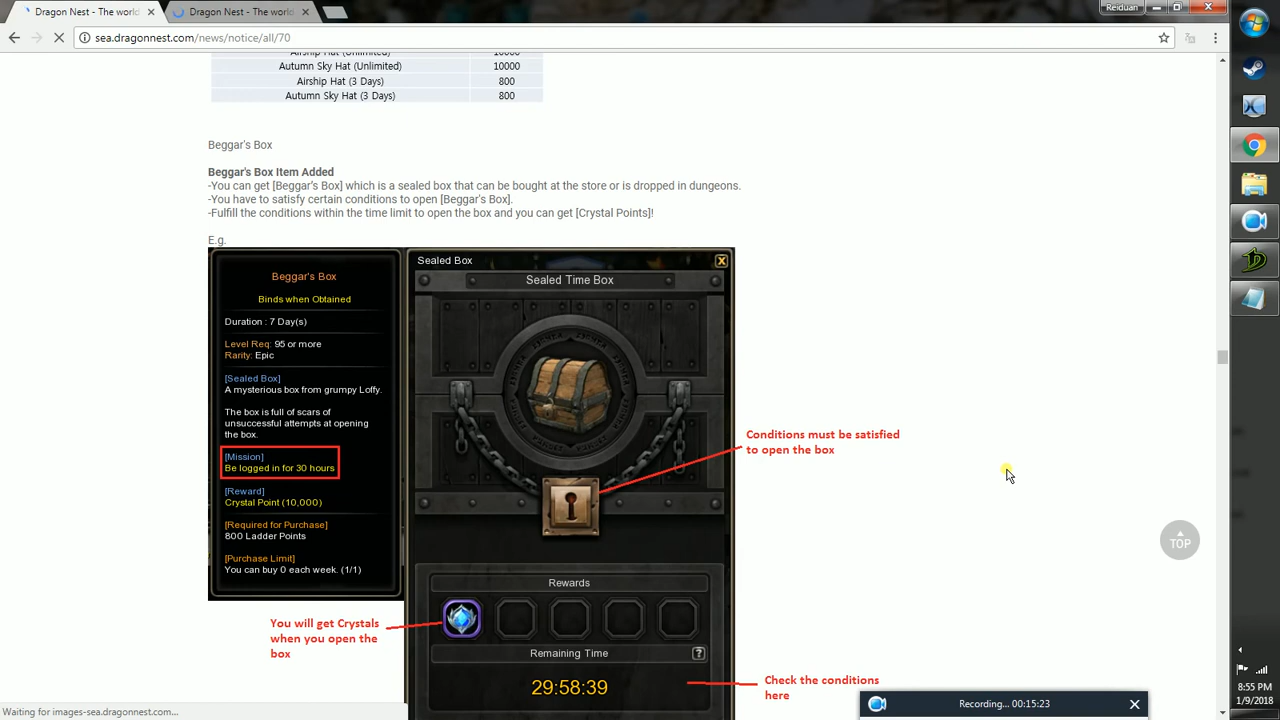 Dragon Nest - The world
Dragon Nest - The world
Reiduan
sea.dragonnest.com/news/notice/all/70
Airship Hat (Unlimited) 10000
Autumn Sky Hat (Unlimited) 10000
Airship Hat (3 Days) 800
Autumn Sky Hat (3 Days) 800
Beggar's Box
Beggar's Box Item Added
-You can get [Beggar's Box] which is a sealed box that can be bought at the store or is dropped in dungeons.
-You have to satisfy certain conditions to open [Beggar's Box].
-Fulfill the conditions within the time limit to open the box and you can get [Crystal Points]!
E.g.
Beggar's Box
Binds when Obtained
Duration : 7 Day(s)
Level Req: 95 or more
Rarity: Epic
[Sealed Box]
A mysterious box from grumpy Loffy.
The box is full of scars of
unsuccessful attempts at opening
the box.
[Mission]
Be logged in for 30 hours
[Reward]
Crystal Point (10,000)
[Required for Purchase]
800 Ladder Points
[Purchase Limit]
You can buy 0 each week. (1/1)
Sealed Box
Sealed Time Box
Conditions must be satisfied
to open the box
Rewards
You will get Crystals
when you open the
box
Remaining Time
?
29:58:39
Check the conditions
here
TOP
Waiting for images-sea.dragonnest.com...
Recording... 00:15:23
8:55 PM
1/9/2018